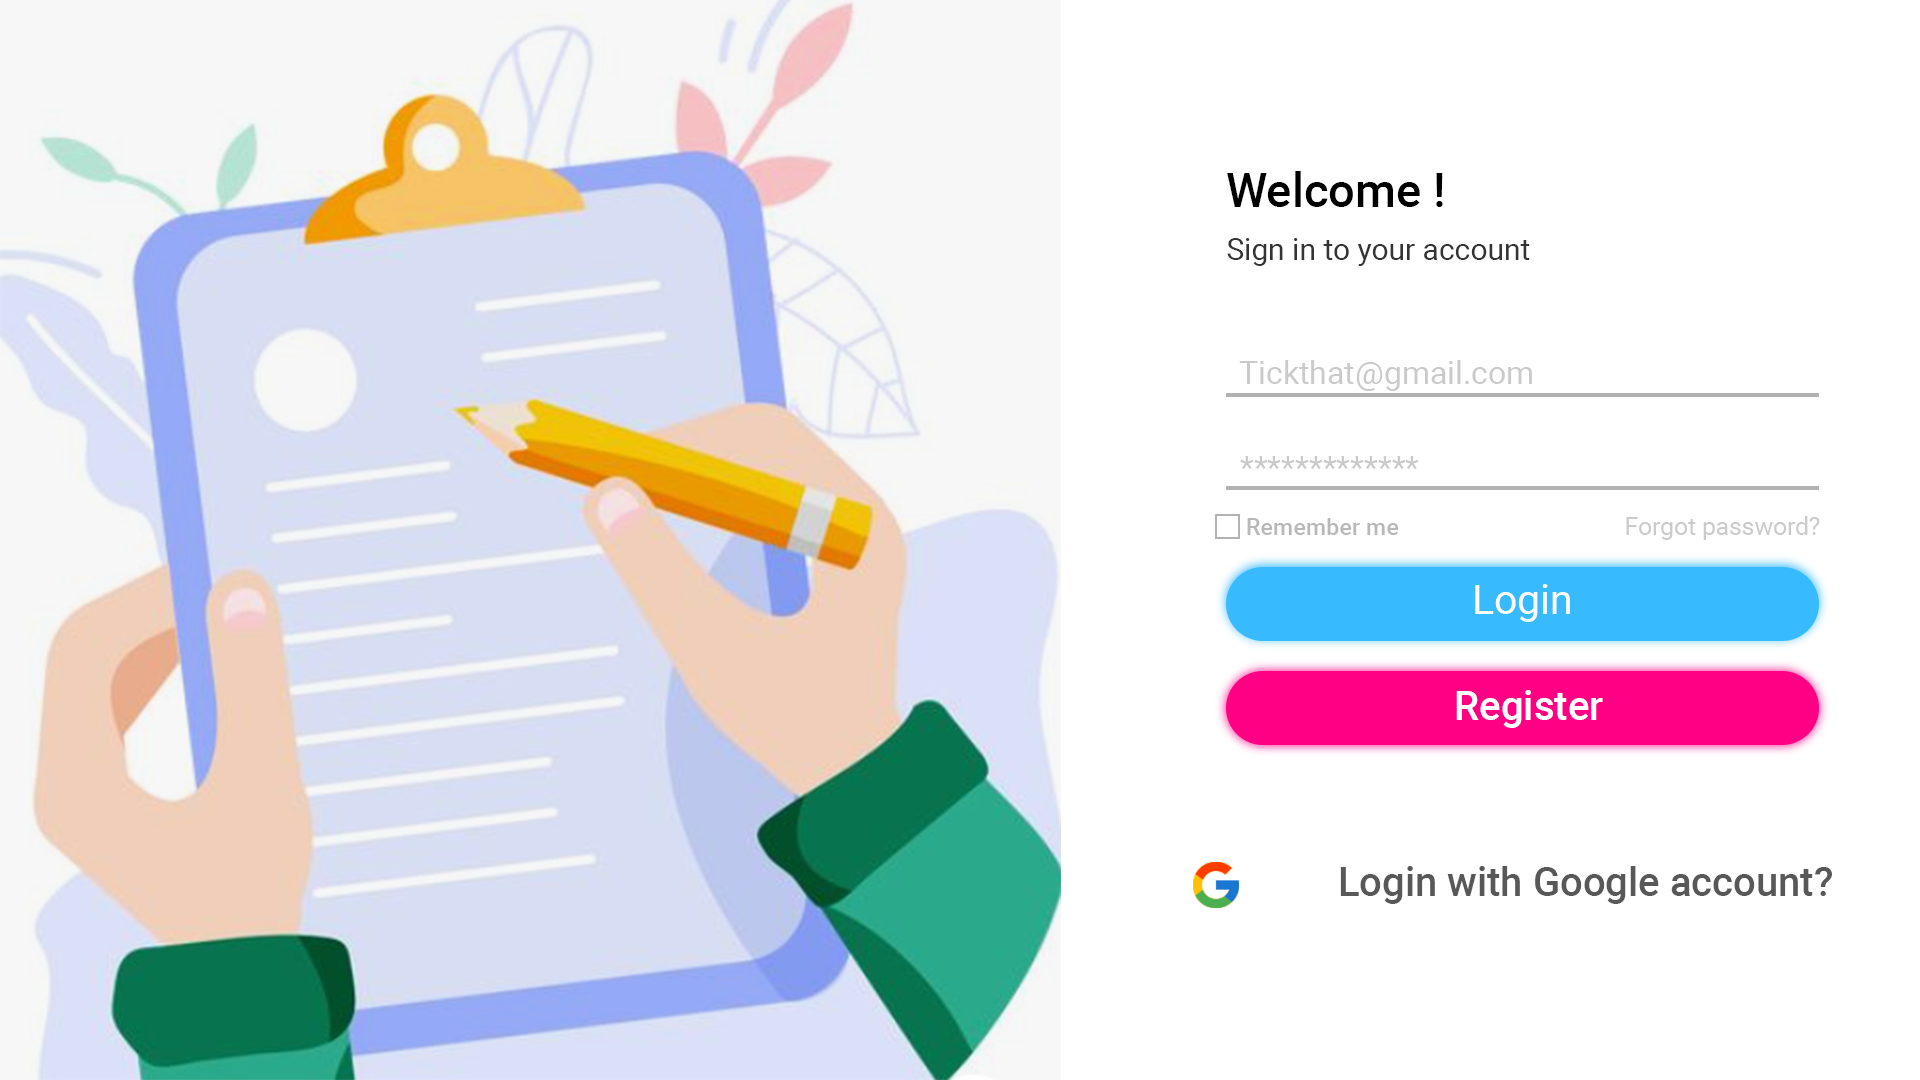 Welcome !
Sign in to your account
Tickthat@gmail.com
*************
Remember me
Forgot password?
Login
Register
Login with Google account?